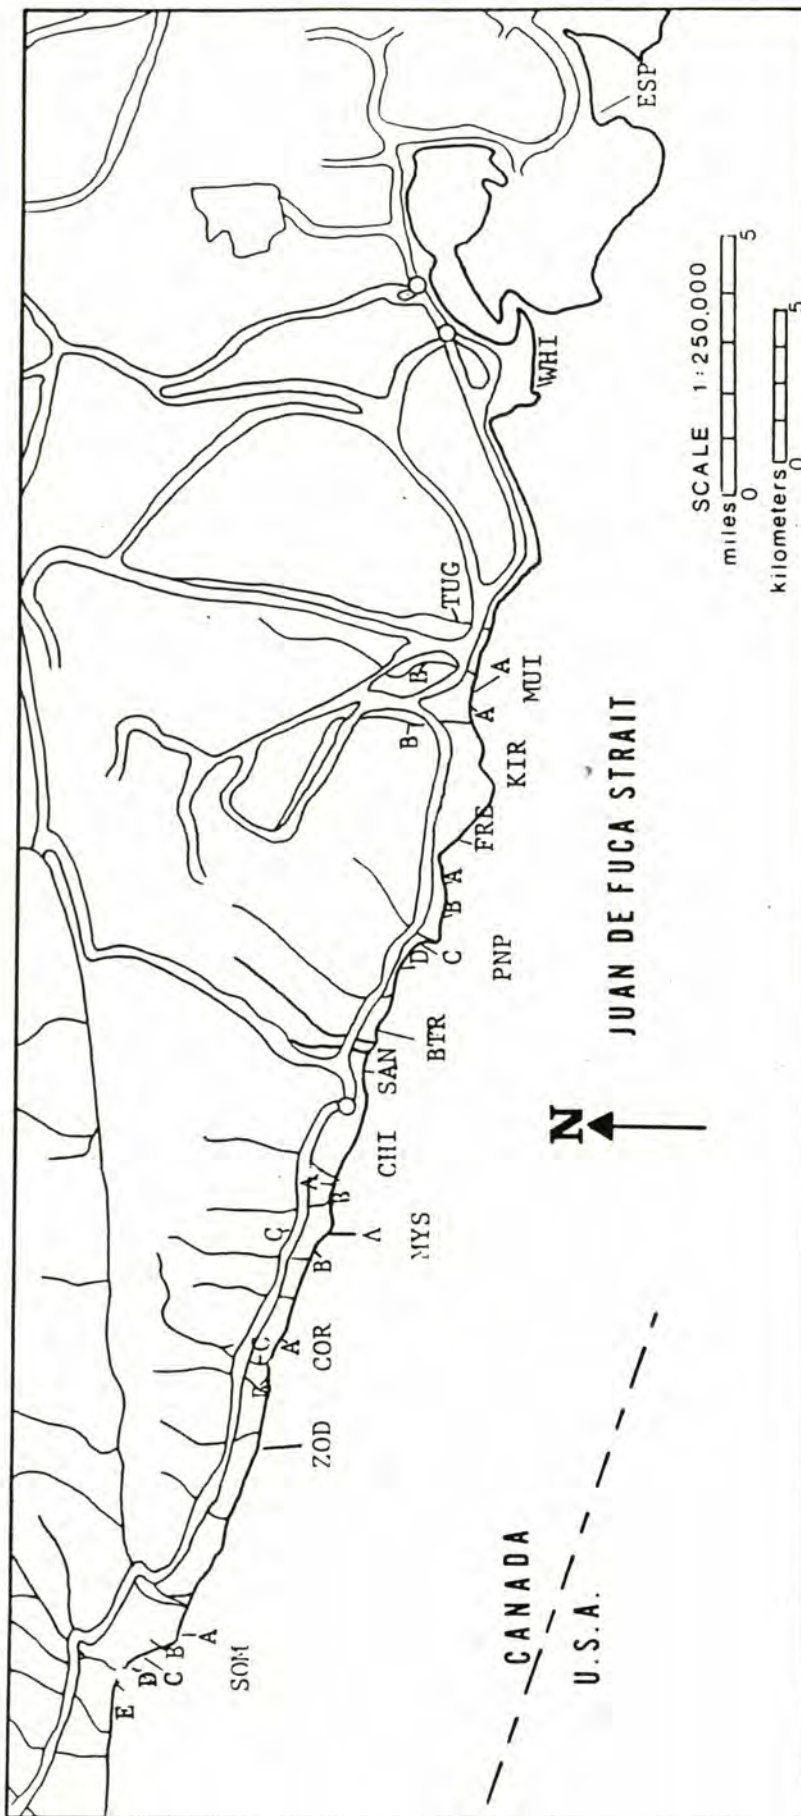 ESP
WHI
TUG
B
A
MUI
B
A
KIR
FRE
A
B
C
D
PNP
BTR
SAN
CHI
A
B
C
A
B
MYS
C
A
B
COR
ZOD
A
B
C
D
E
SOM
SCALE 1:250,000
miles
0 5
kilometers
0 5
JUAN DE FUCA STRAIT
N
CANADA
U.S.A.